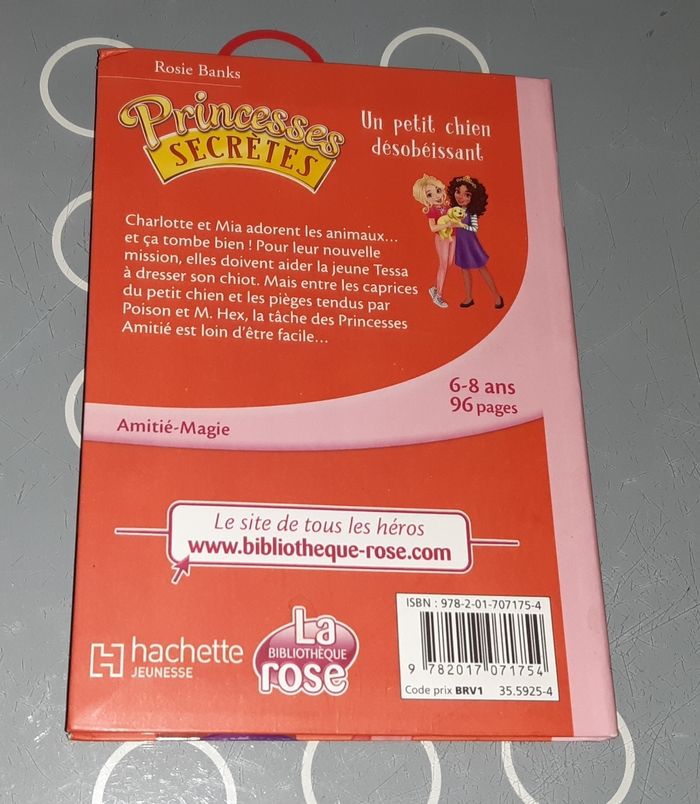 Rosie Banks
Princesses
SECRÈTES
Un petit chien
désobéissant
Charlotte et Mia adorent les animaux...
et ça tombe bien ! Pour leur nouvelle
mission, elles doivent aider la jeune Tessa
à dresser son chiot. Mais entre les caprices
du petit chien et les pièges tendus par
Poison et M. Hex, la tâche des Princesses
Amitié est loin d'être facile...
6-8 ans
96 pages
Amitié-Magie
Le site de tous les héros
www.bibliotheque-rose.com
hachette
JEUNESSE
La
BIBLIOTHÈQUE
rose
ISBN : 978-2-01-707175-4
9 782017 071754
Code prix BRV1 35.5925-4